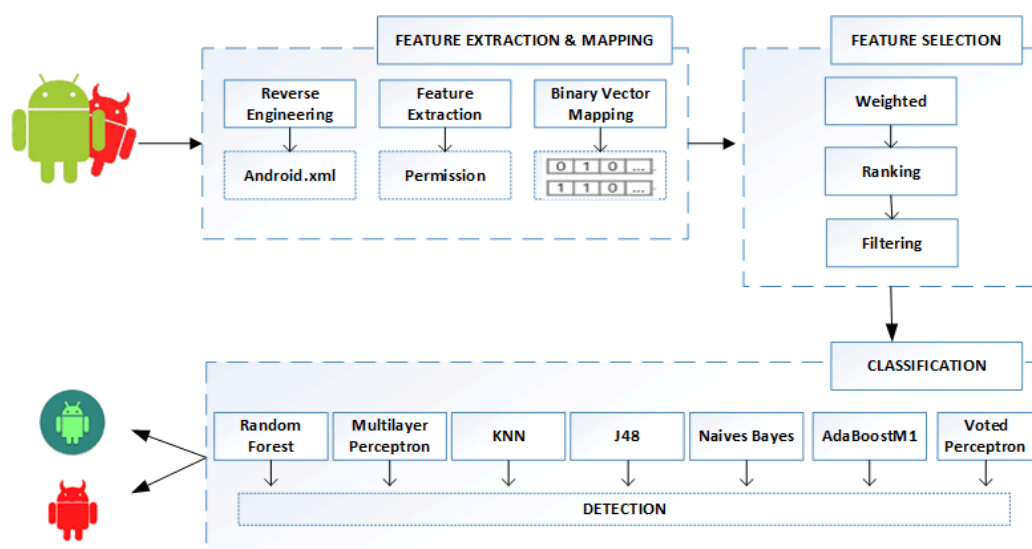 FEATURE EXTRACTION & MAPPING
FEATURE SELECTION
Reverse
Engineering
Feature
Extraction
Binary Vector
Mapping
Android.xml
Permission
0 1 0 ...
1 1 0 ...
Weighted
Ranking
Filtering
CLASSIFICATION
Random
Forest
Multilayer
Perceptron
KNN
J48
Naives Bayes
AdaBoostM1
Voted
Perceptron
DETECTION